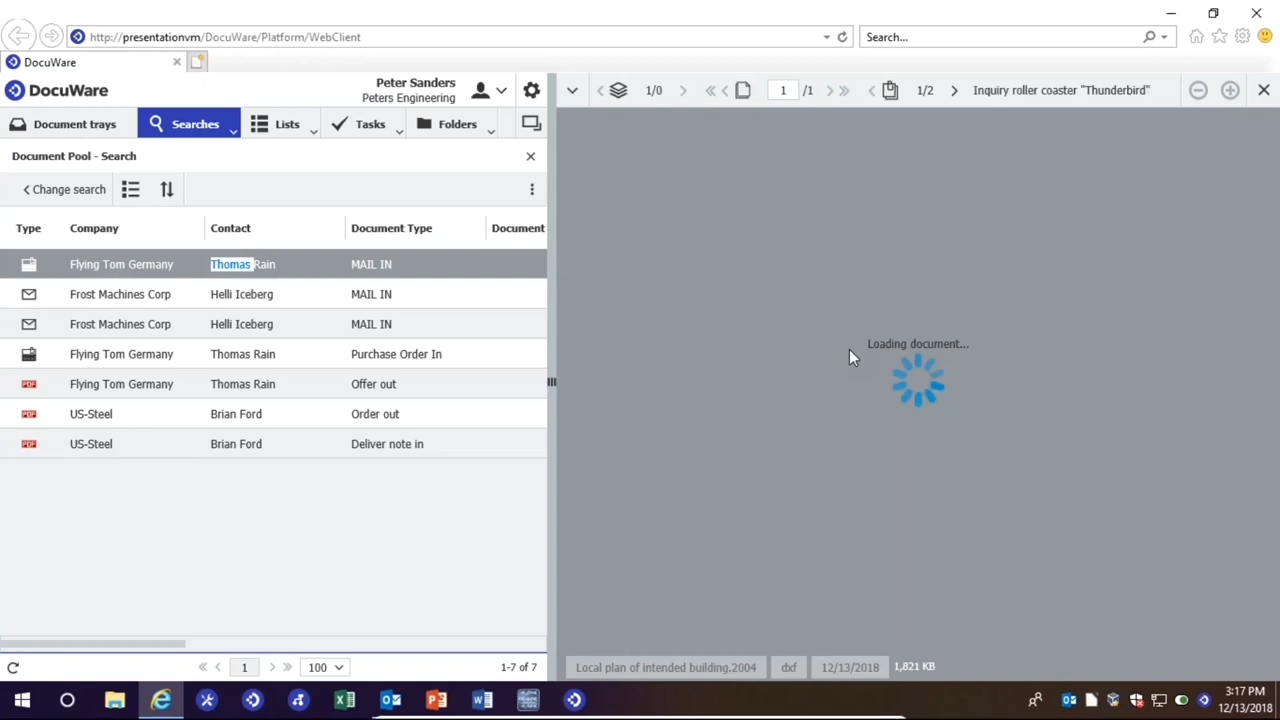 http://presentationvm/DocuWare/Platform/WebClient
Search...
DocuWare
DocuWare
Peter Sanders
Peters Engineering
1/0
1
/1
1/2
Inquiry roller coaster "Thunderbird"
Document trays
Searches
Lists
Tasks
Folders
Document Pool - Search
Change search
Type Company Contact Document Type Document
Flying Tom Germany Thomas Rain MAIL IN
Frost Machines Corp Helli Iceberg MAIL IN
Frost Machines Corp Helli Iceberg MAIL IN
Flying Tom Germany Thomas Rain Purchase Order In
PDF Flying Tom Germany Thomas Rain Offer out
PDF US-Steel Brian Ford Order out
PDF US-Steel Brian Ford Deliver note in
Loading document...
1
100
1-7 of 7
Local plan of intended building.2004 dxf 12/13/2018 1,821 KB
3:17 PM
12/13/2018